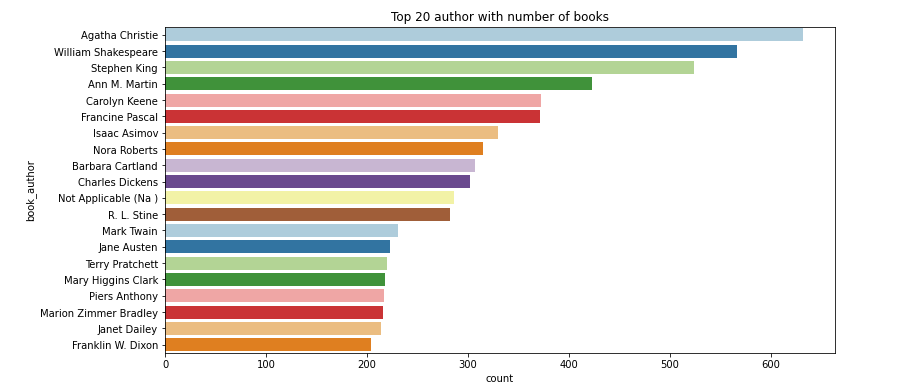 Top 20 author with number of books
book_author
Agatha Christie
William Shakespeare
Stephen King
Ann M. Martin
Carolyn Keene
Francine Pascal
Isaac Asimov
Nora Roberts
Barbara Cartland
Charles Dickens
Not Applicable (Na )
R. L. Stine
Mark Twain
Jane Austen
Terry Pratchett
Mary Higgins Clark
Piers Anthony
Marion Zimmer Bradley
Janet Dailey
Franklin W. Dixon
0 100 200 300 400 500 600
count